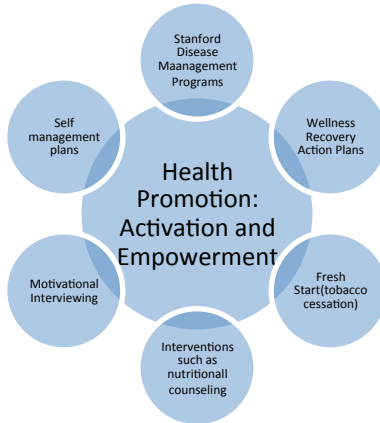 Stanford
Disease
Maanagement
Programs
Self
management
plans
Wellness
Recovery
Action Plans
Health
Promotion:
Activation and
Empowerment
Motivational
Interviewing
Fresh
Start(tobacco
cessation)
Interventions
such as
nutritionall
counseling